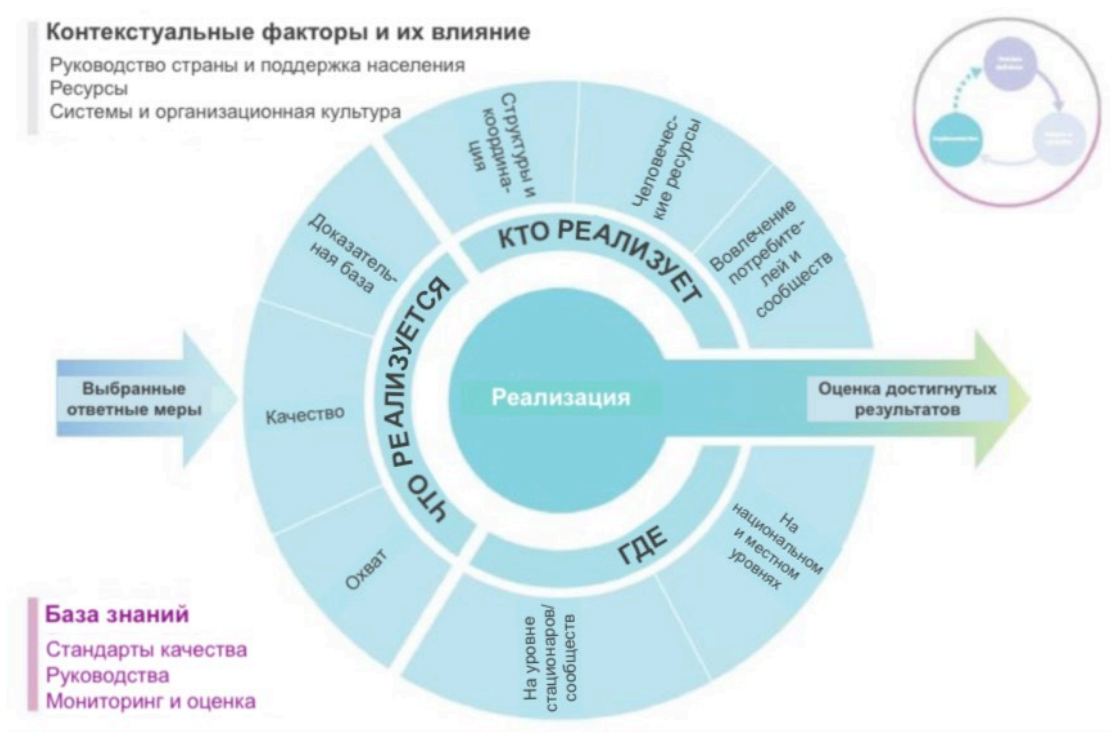 Контекстуальные факторы и их влияние
Руководство страны и поддержка населения
Ресурсы
Системы и организационная культура
Структуры и
координа-
ция
Человечес-
кие ресурсы
Вовлечение
потребите-
лей и
сообществ
КТО РЕАЛИЗУЕТ
Доказатель-
ная база
Качество
Охват
ЧТО РЕАЛИЗУЕТСЯ
Выбранные
ответные меры
Реализация
Оценка достигнутых
результатов
ГДЕ
На
национальном
и местном
уровнях
На уровне
стационаров/
сообществ
База знаний
Стандарты качества
Руководства
Мониторинг и оценка